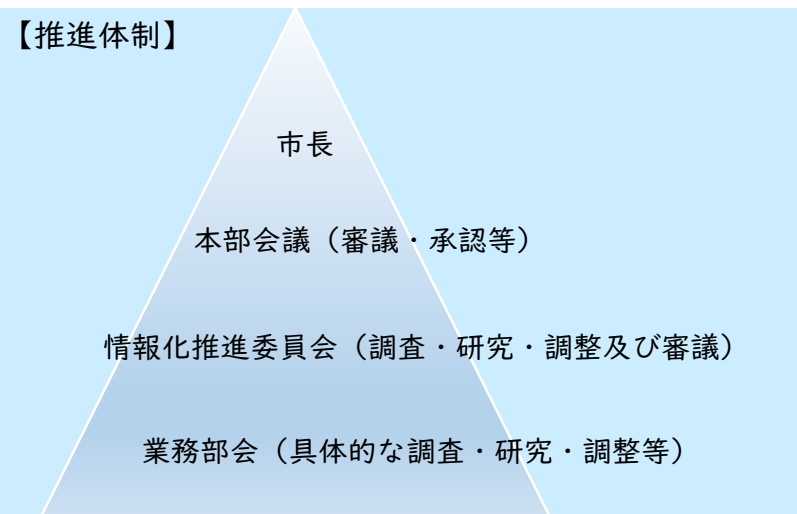 【推進体制】
市長
本部会議（審議・承認等）
情報化推進委員会（調査・研究・調整及び審議）
業務部会（具体的な調査・研究・調整等）